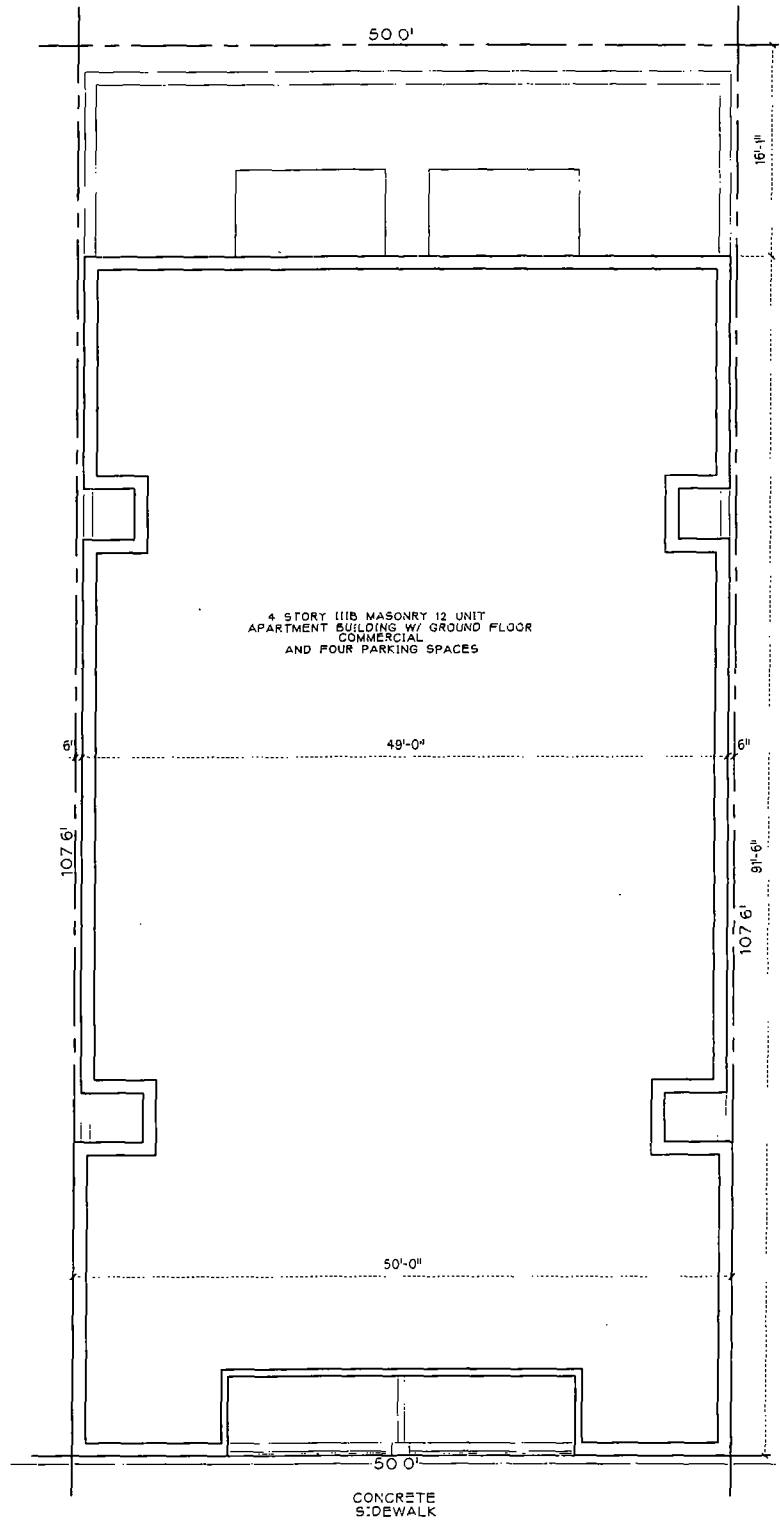 50 0'
16'-1"
4 STORY IIIB MASONRY 12 UNIT
APARTMENT BUILDING W/ GROUND FLOOR
COMMERCIAL
AND FOUR PARKING SPACES
6"
49'-0"
6"
107 6'
91'-6"
107 6'
50'-0"
50 0'
CONCRETE
SIDEWALK